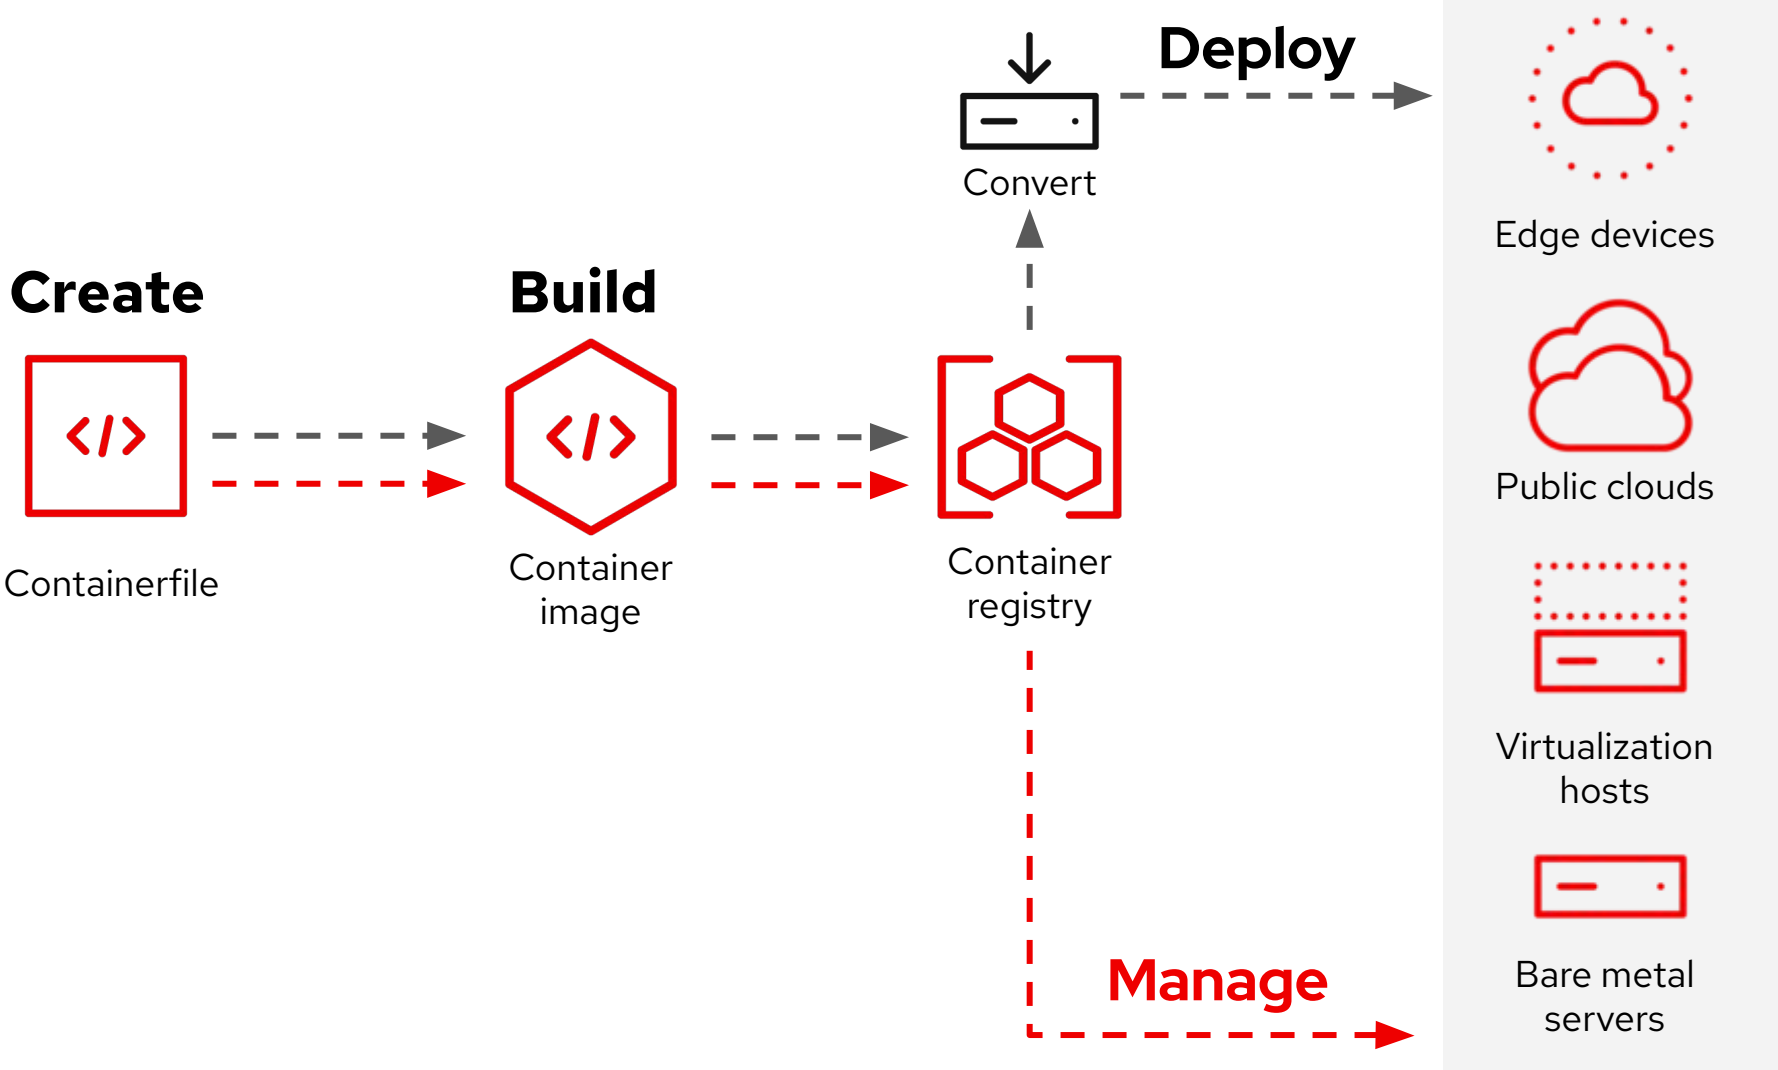 Create
Containerfile
Build
Container
image
Container
registry
Convert
Deploy
Manage
Edge devices
Public clouds
Virtualization
hosts
Bare metal
servers